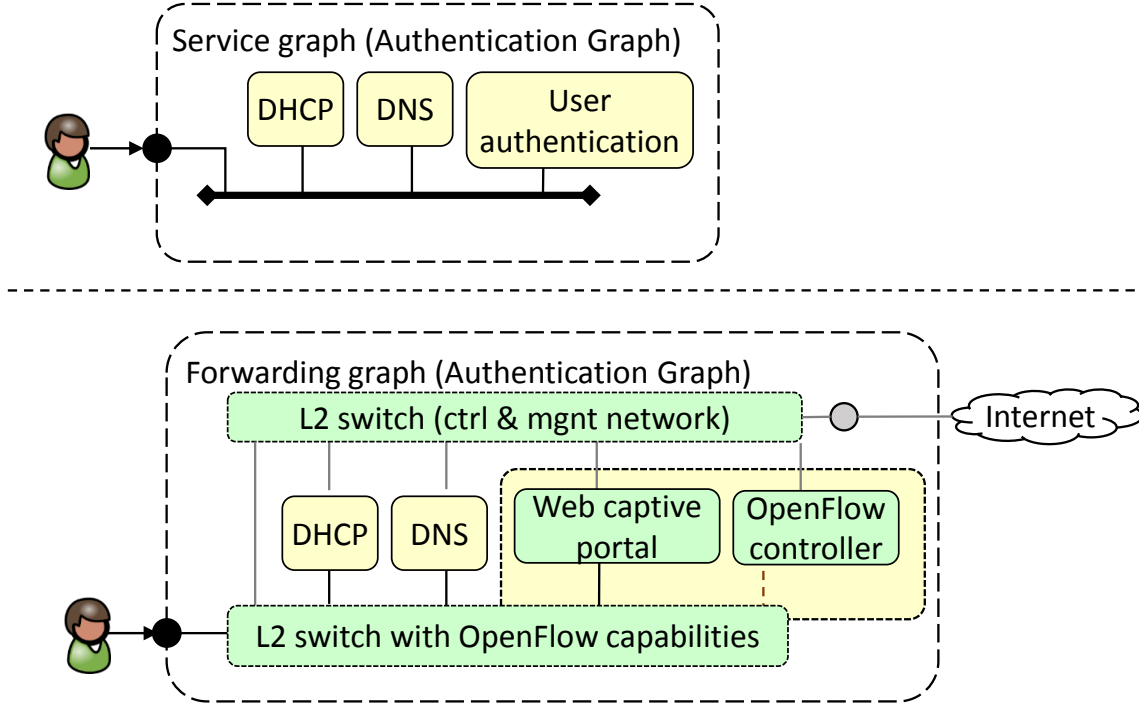 Service graph (Authentication Graph)
DHCP
DNS
User
authentication
Forwarding graph (Authentication Graph)
L2 switch (ctrl & mgnt network)
Internet
DHCP
DNS
Web captive
portal
OpenFlow
controller
L2 switch with OpenFlow capabilities